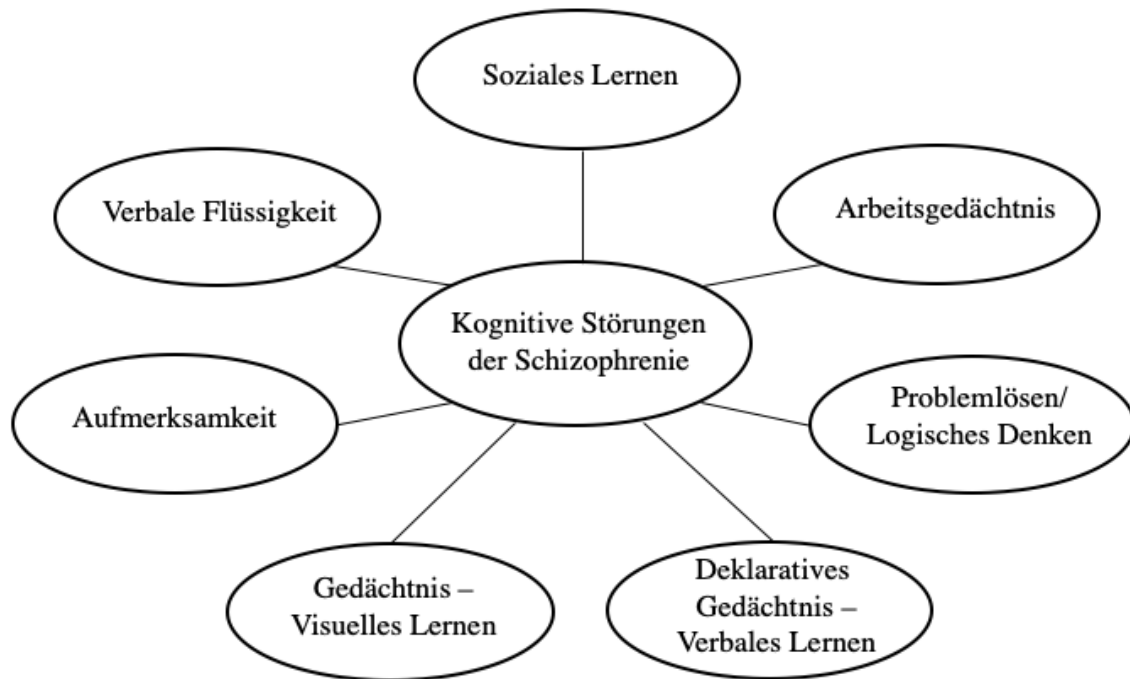 Soziales Lernen
Verbale Flüssigkeit
Arbeitsgedächtnis
Kognitive Störungen
der Schizophrenie
Aufmerksamkeit
Problemlösen/
Logisches Denken
Gedächtnis –
Visuelles Lernen
Deklaratives
Gedächtnis –
Verbales Lernen